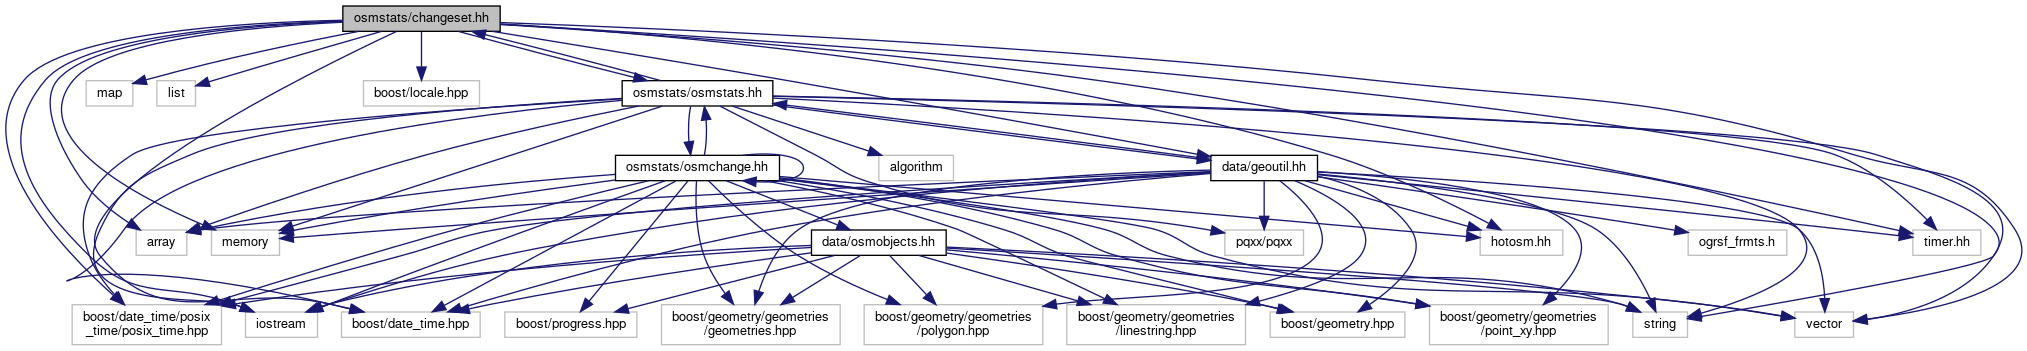 osmstats/changeset.hh
map
list
boost/locale.hpp
osmstats/osmstats.hh
osmstats/osmchange.hh
algorithm
data/geoutil.hh
array
memory
data/osmobjects.hh
pqxx/pqxx
hotosm.hh
ogrsf_frmts.h
timer.hh
boost/date_time/posix
_time/posix_time.hpp
iostream
boost/date_time.hpp
boost/progress.hpp
boost/geometry/geometries
/geometries.hpp
boost/geometry/geometries
/polygon.hpp
boost/geometry/geometries
/linestring.hpp
boost/geometry.hpp
boost/geometry/geometries
/point_xy.hpp
string
vector